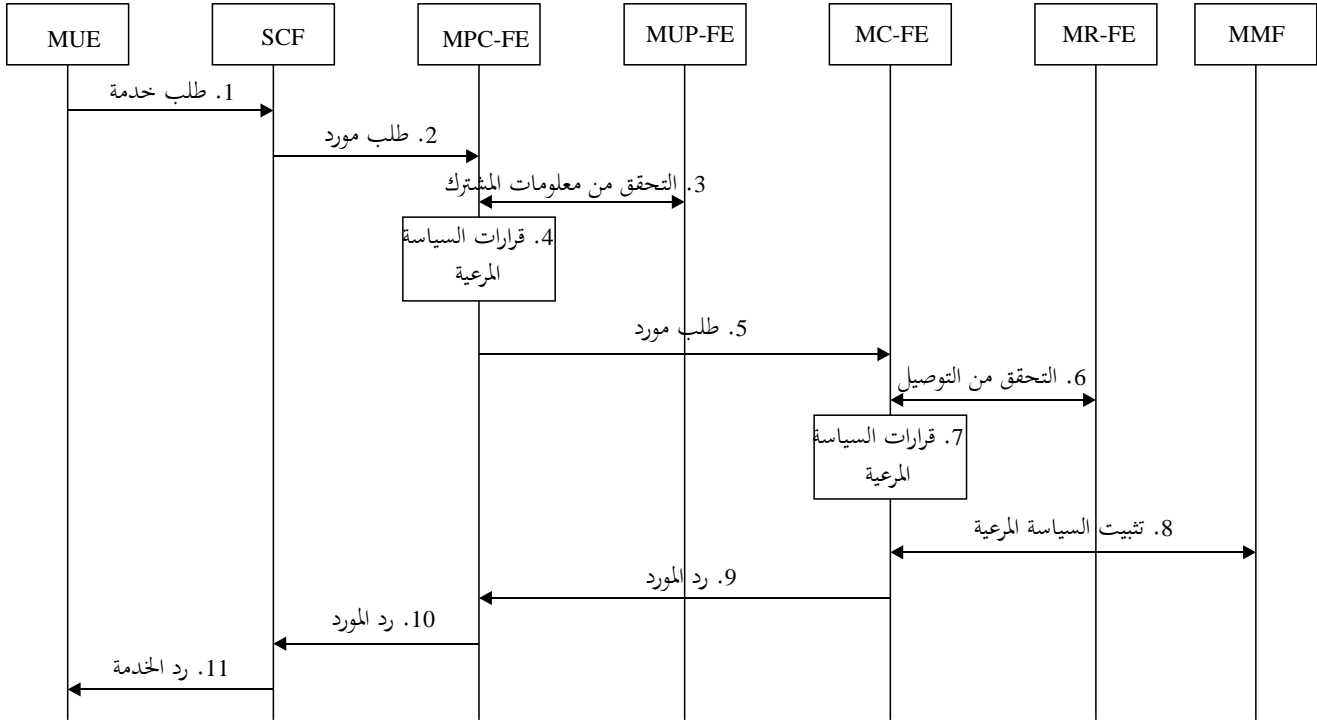 MUE
SCF
MPC-FE
MUP-FE
MC-FE
MR-FE
MMF
1. طلب خدمة
2. طلب مورد
3. التحقق من معلومات المشترك
4. قرارات السياسة
المرعية
5. طلب مورد
6. التحقق من التوصيل
7. قرارات السياسة
المرعية
8. تثبيت السياسة المرعية
9. رد المورد
10. رد المورد
11. رد الخدمة